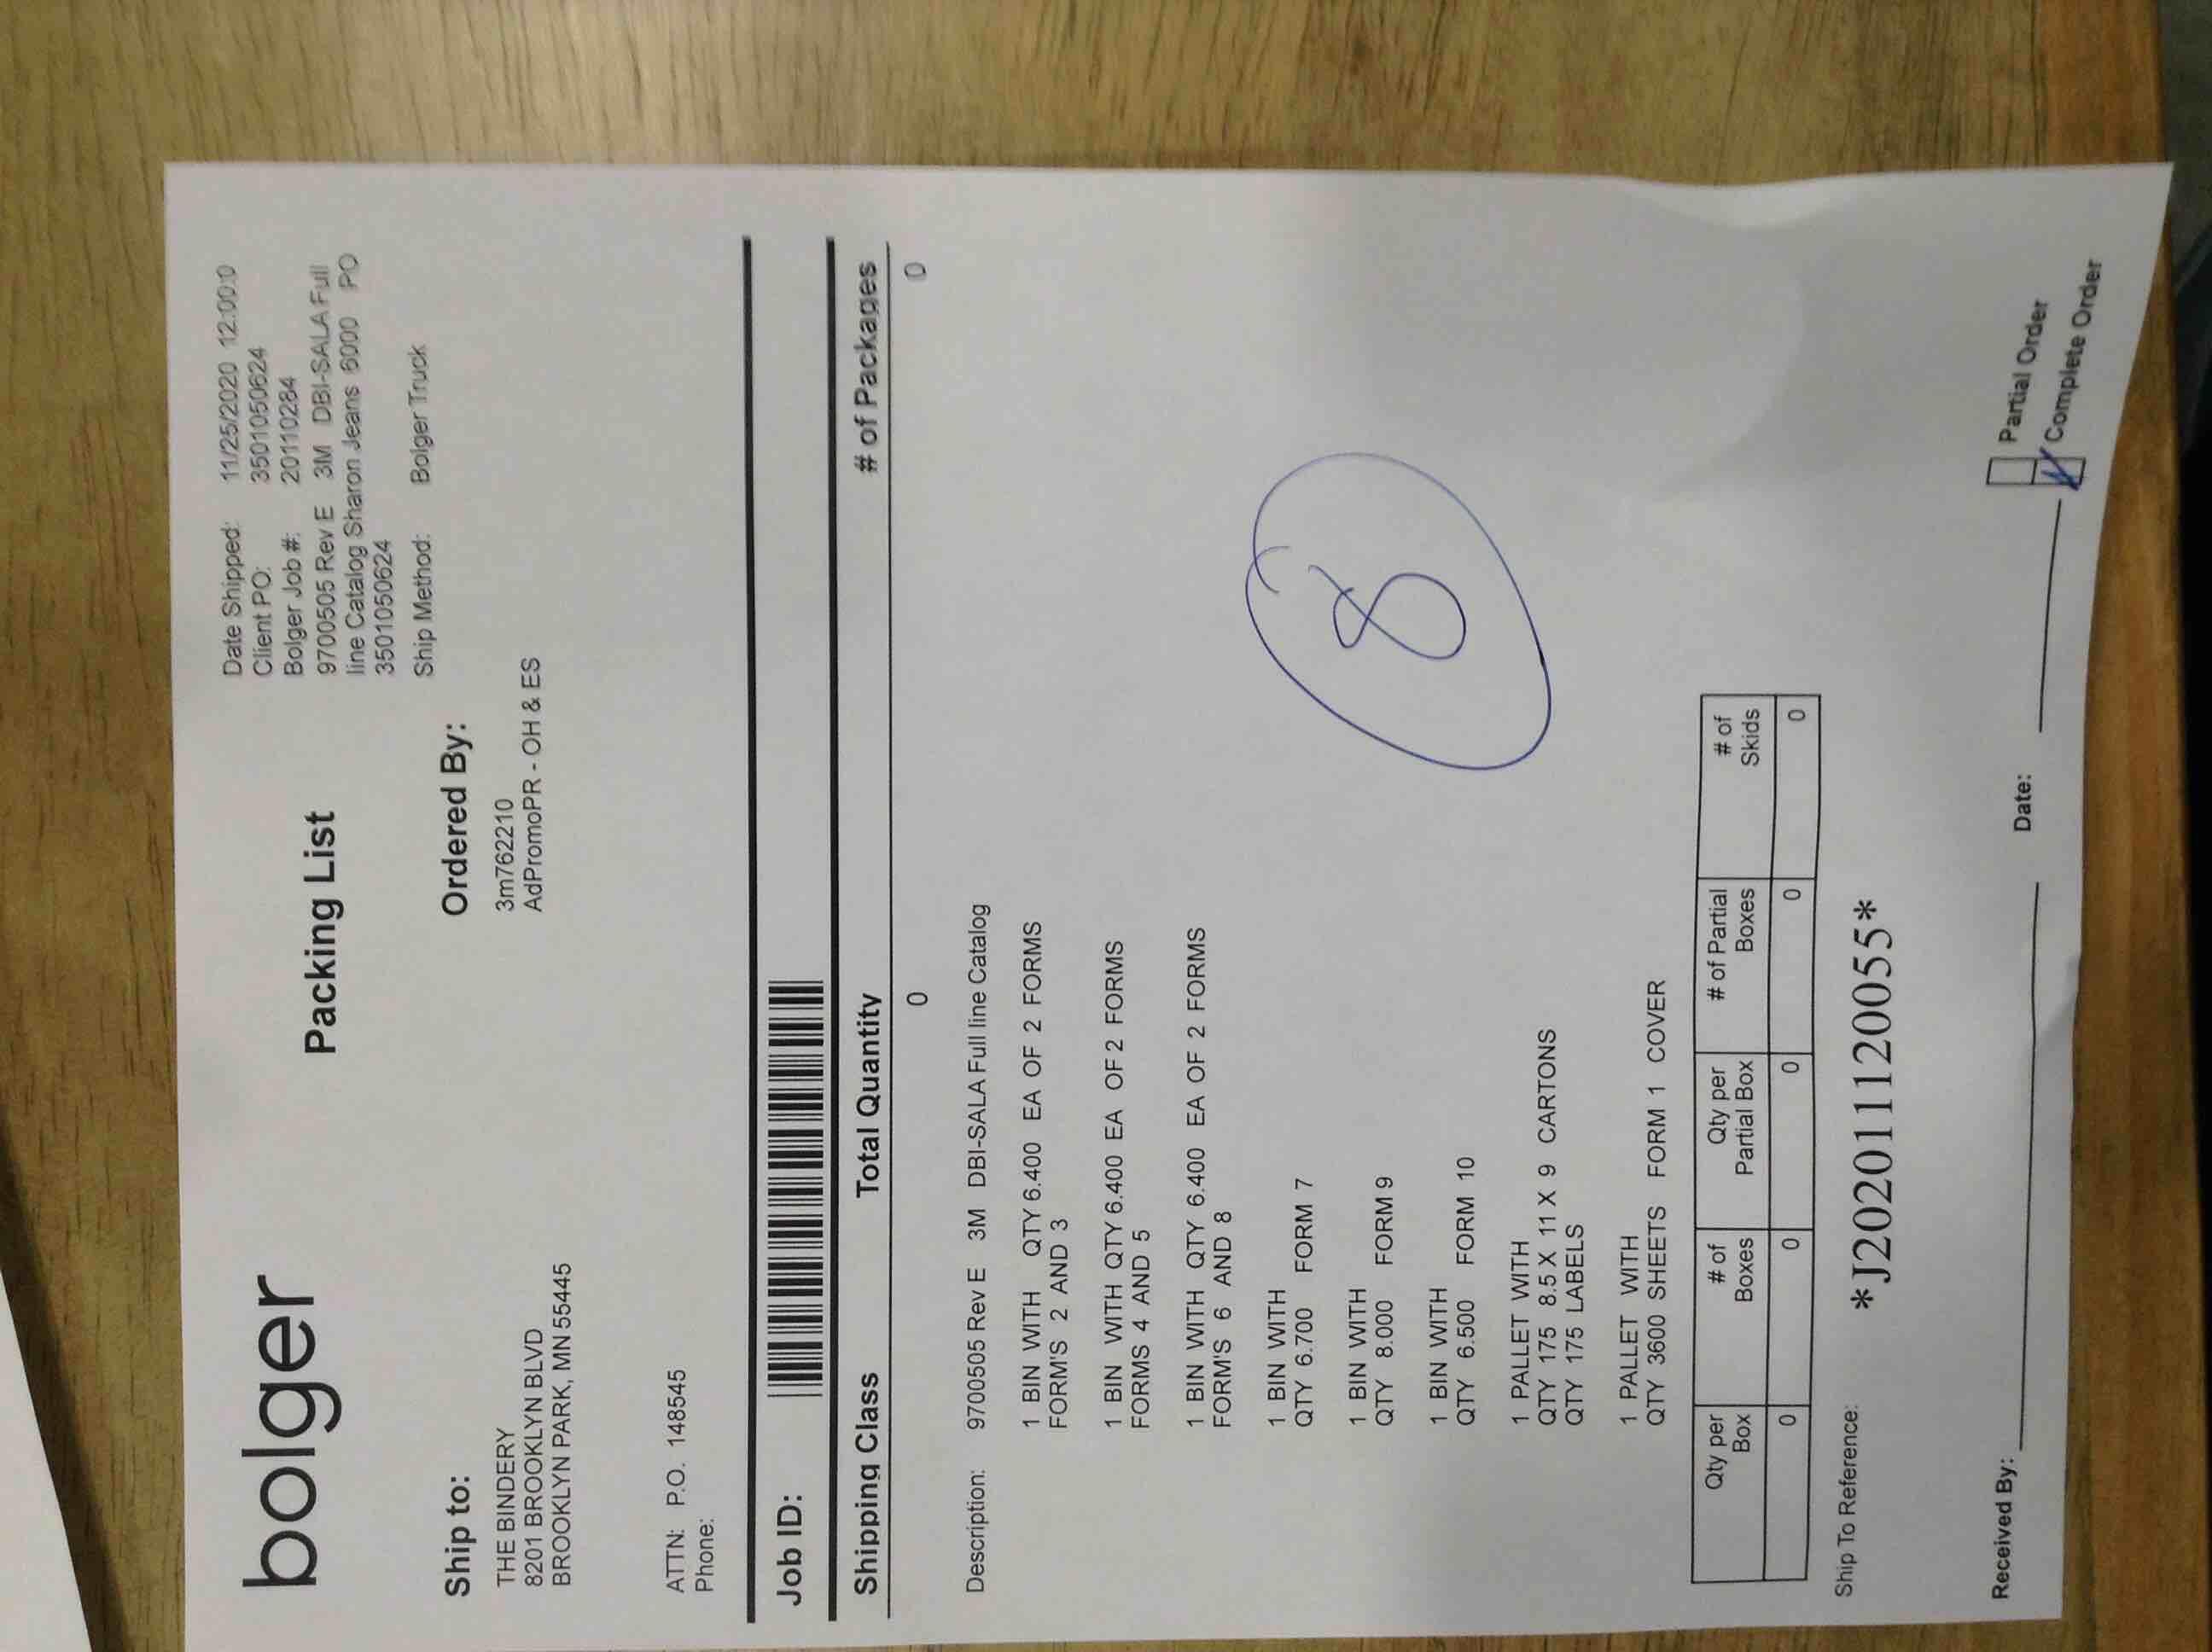 bolger
Packing List
Date Shipped: 11/25/2020 12:00:0
Client PO: 3501050624
Bolger Job #: 20110284
9700505 Rev E 3M DBI-SALA Full
line Catalog Sharon Jeans 6000 PO
3501050624
Ship Method: Bolger Truck
Ship to:
THE BINDERY
8201 BROOKLYN BLVD
BROOKLYN PARK, MN 55445
Ordered By:
3m762210
AdPromoPR - OH & ES
ATTN: P.O. 148545
Phone:
Job ID:
Shipping Class Total Quantity # of Packages
0 0
Description: 9700505 Rev E 3M DBI-SALA Full line Catalog
1 BIN WITH QTY 6.400 EA OF 2 FORMS
FORM'S 2 AND 3
1 BIN WITH QTY 6.400 EA OF 2 FORMS
FORMS 4 AND 5
1 BIN WITH QTY 6.400 EA OF 2 FORMS
FORM'S 6 AND 8
1 BIN WITH
QTY 6.700 FORM 7
1 BIN WITH
QTY 8.000 FORM 9
1 BIN WITH
QTY 6.500 FORM 10
1 PALLET WITH
QTY 175 8.5 X 11 X 9 CARTONS
QTY 175 LABELS
1 PALLET WITH
QTY 3600 SHEETS FORM 1 COVER
8
Qty per Box # of Boxes Qty per Partial Box # of Partial Boxes # of Skids
0 0 0 0 0
Ship To Reference: *J202011120055*
Received By: Date:
Partial Order
Complete Order